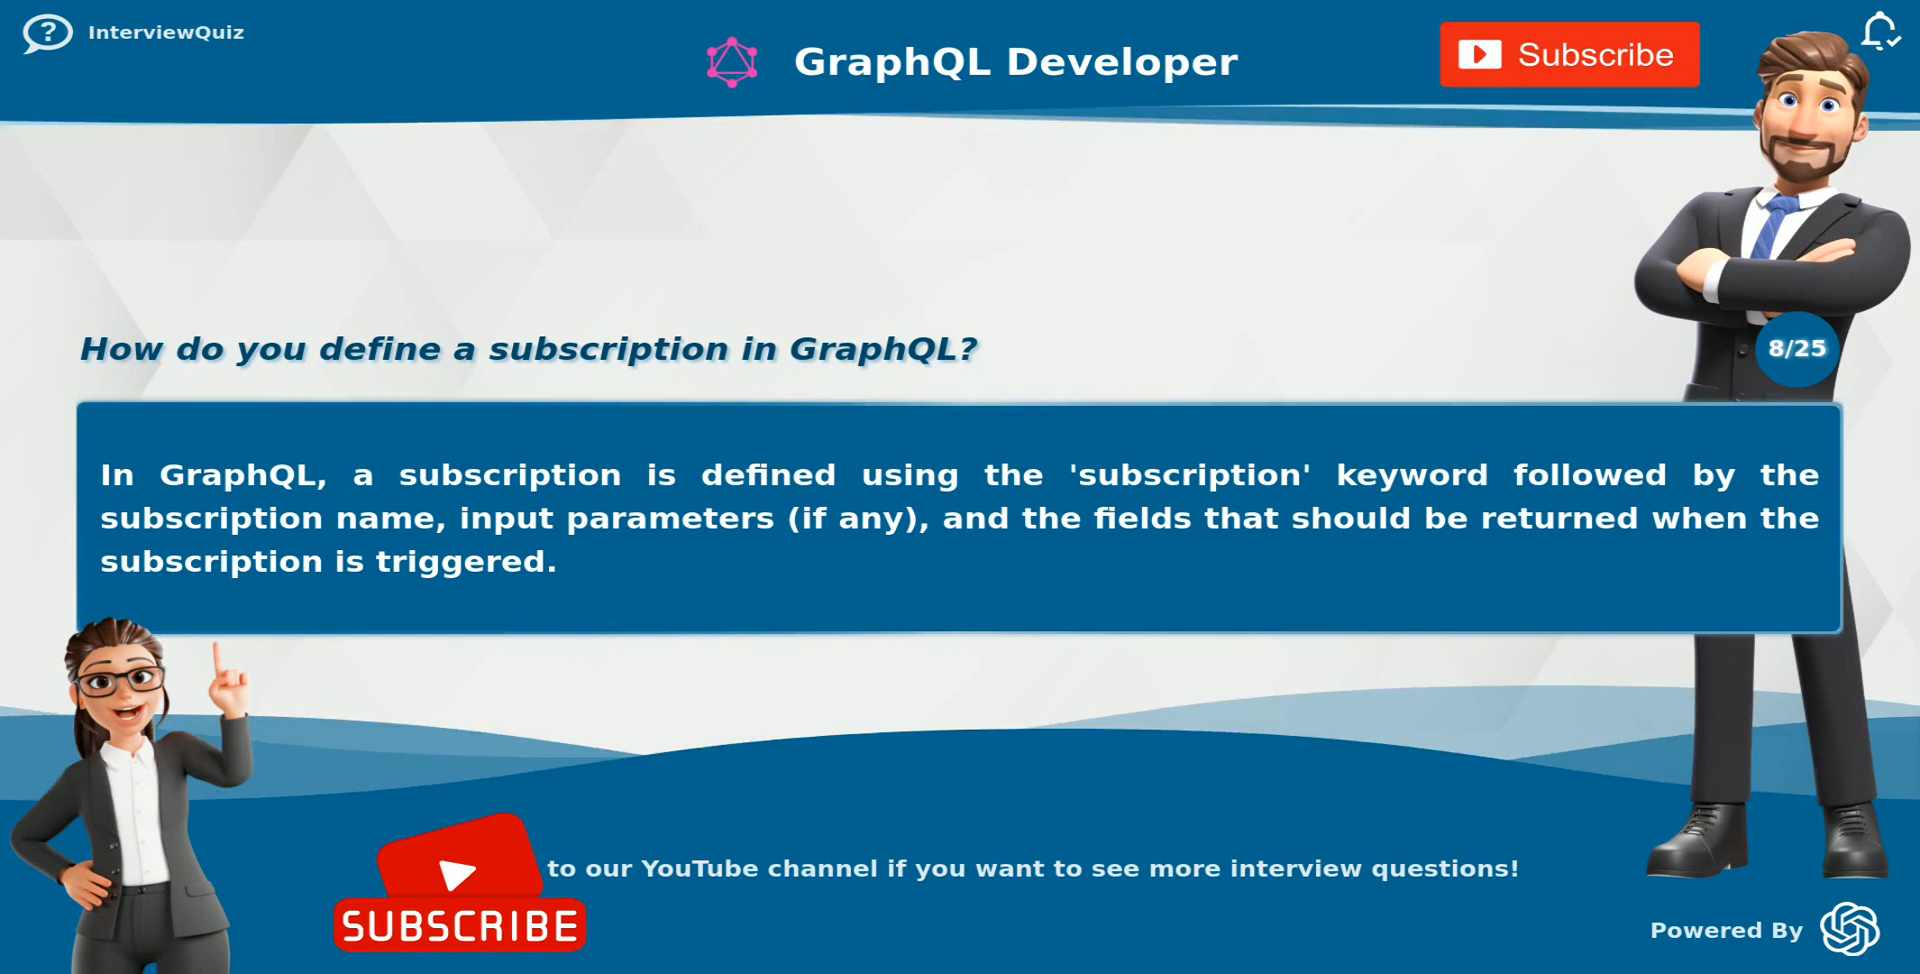 InterviewQuiz
GraphQL Developer
Subscribe
How do you define a subscription in GraphQL?
8/25
In GraphQL, a subscription is defined using the 'subscription' keyword followed by the
subscription name, input parameters (if any), and the fields that should be returned when the
subscription is triggered.
to our YouTube channel if you want to see more interview questions!
SUBSCRIBE
Powered By